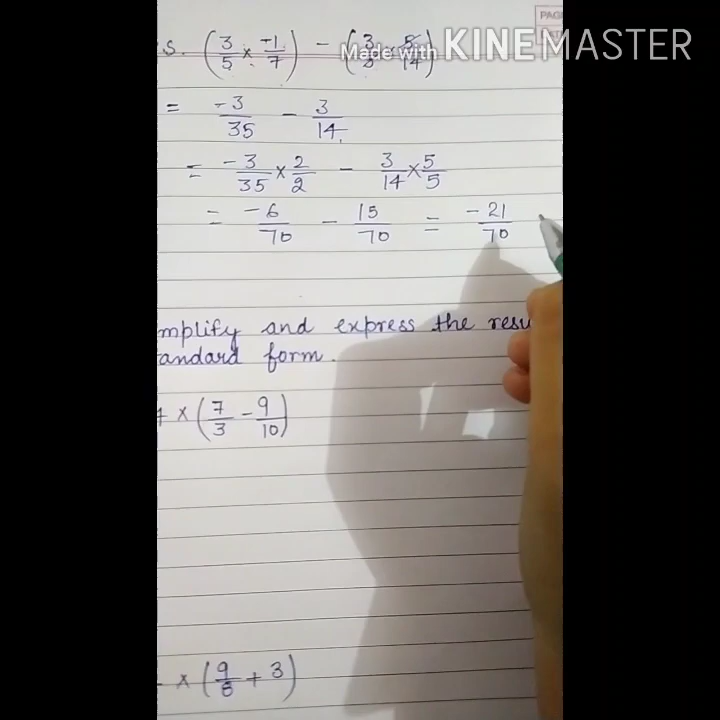 PAG
s. (3/5 × -1/7) - (3/5 × 5/14)
Made with KINEMASTER
= -3/35 - 3/14
= -3/35 × 2/2 - 3/14 × 5/5
= -6/70 - 15/70 = -21/70
mplify and express the resu
andard form.
× (7/3 - 9/10)
× (9/8 + 3)